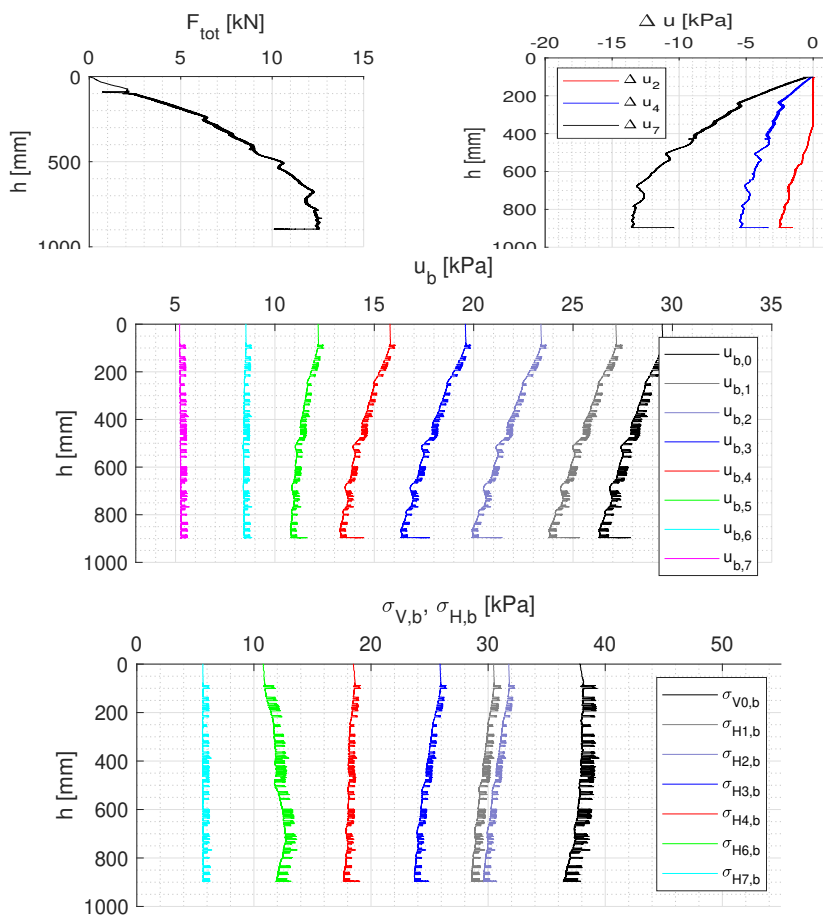 F_tot [kN]
0 5 10 15
0
500
1000
h [mm]
Δ u [kPa]
-20 -15 -10 -5 0
0
200
400
600
800
1000
h [mm]
Δ u_2
Δ u_4
Δ u_7
u_b [kPa]
5 10 15 20 25 30 35
0
200
400
600
800
1000
h [mm]
u_b,0
u_b,1
u_b,2
u_b,3
u_b,4
u_b,5
u_b,6
u_b,7
σ_V,b, σ_H,b [kPa]
0 10 20 30 40 50
0
200
400
600
800
1000
h [mm]
σ_V0,b
σ_H1,b
σ_H2,b
σ_H3,b
σ_H4,b
σ_H6,b
σ_H7,b